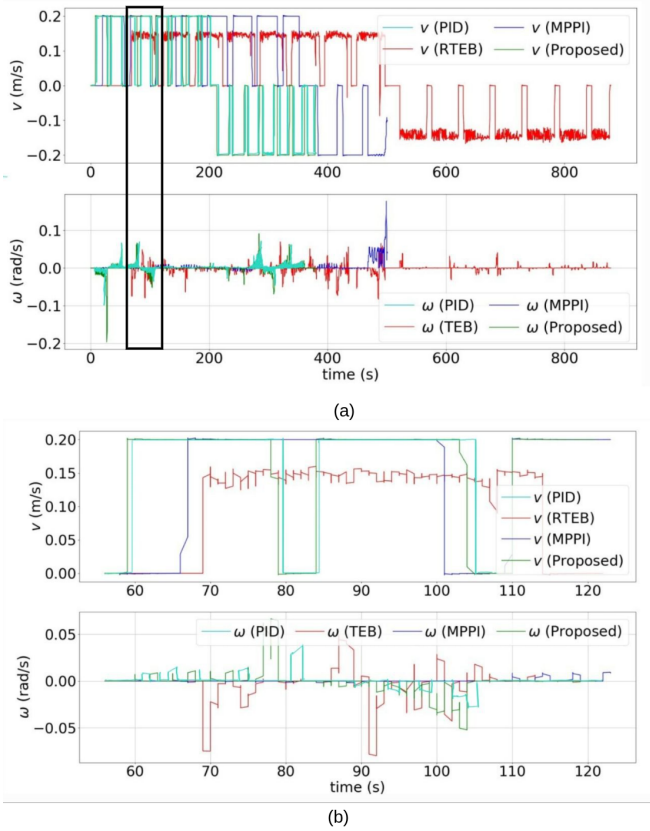 0.2
0.1
0.0
−0.1
−0.2
v (m/s)
v (PID)
v (MPPI)
v (RTEB)
v (Proposed)
0
200
400
600
800
0.1
0.0
−0.1
−0.2
ω (rad/s)
ω (PID)
ω (MPPI)
ω (TEB)
ω (Proposed)
0
200
400
600
800
time (s)
(a)
0.20
0.15
0.10
0.05
0.00
v (m/s)
v (PID)
v (RTEB)
v (MPPI)
v (Proposed)
60
70
80
90
100
110
120
0.05
0.00
−0.05
ω (rad/s)
ω (PID)
ω (TEB)
ω (MPPI)
ω (Proposed)
60
70
80
90
100
110
120
time (s)
(b)